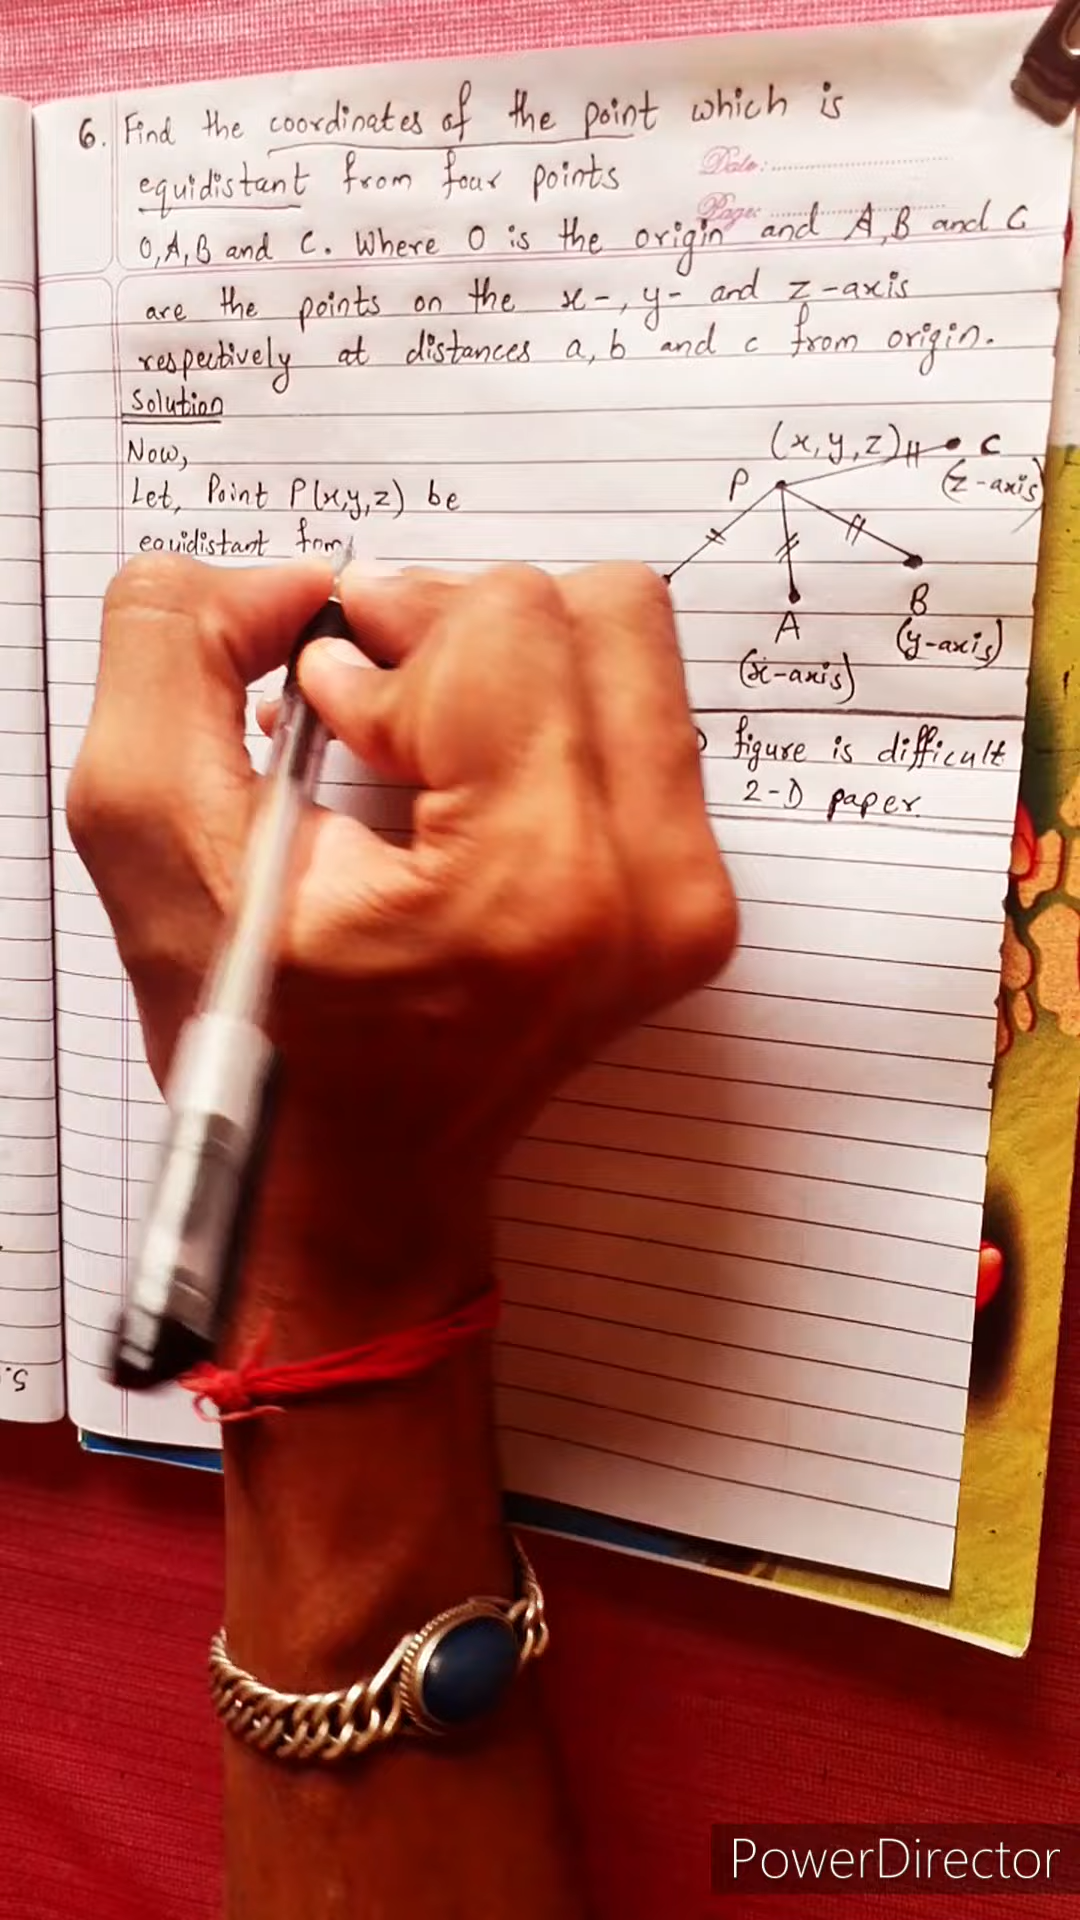 6. Find the coordinates of the point which is
Date:
equidistant from four points
Page:
O, A, B and C. Where O is the origin and A, B and C
are the points on the x-, y- and z-axis
respectively at distances a, b and c from origin.
Solution
Now,
Let, Point P(x,y,z) be
equidistant from
(x,y,z)
C
P
(z-axis)
A
B
(x-axis)
(y-axis)
figure is difficult
2-D paper.
5.
PowerDirector